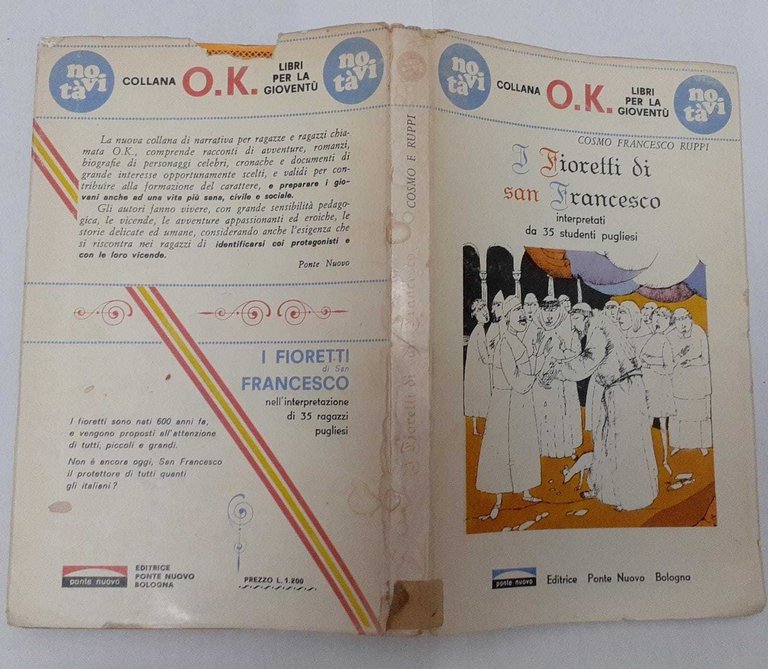 no
vi
tà
COLLANA
O.K.
LIBRI
PER LA
GIOVENTÙ
no
vi
tà
La nuova collana di narrativa per ragazze e ragazzi chia-
mata O.K., comprende racconti di avventure, romanzi,
biografie di personaggi celebri, cronache e documenti di
grande interesse opportunamente scelti, e validi per con-
tribuire alla formazione del carattere, e preparare i gio-
vani anche ad una vita più sana, civile e sociale.
Gli autori fanno vivere, con grande sensibilità pedago-
gica, le vicende, le avventure appassionanti ed eroiche, le
storie delicate ed umane, considerando anche l'esigenza che
si riscontra nei ragazzi di identificarsi coi protagonisti e
con le loro vicende.
Ponte Nuovo
I FIORETTI
di San
FRANCESCO
nell'interpretazione
di 35 ragazzi
pugliesi
I fioretti sono nati 600 anni fa,
e vengono proposti all'attenzione
di tutti, piccoli e grandi.
Non è ancora oggi, San Francesco
il protettore di tutti quanti
gli italiani?
ponte nuovo
EDITRICE
PONTE NUOVO
BOLOGNA
PREZZO L. 1.200
COSMO F. RUPPI
I Fioretti di san Francesco
no
vi
tà
COLLANA
O.K.
LIBRI
PER LA
GIOVENTÙ
no
vi
tà
COSMO FRANCESCO RUPPI
I Fioretti di
san Francesco
interpretati
da 35 studenti pugliesi
ponte nuovo
Editrice Ponte Nuovo Bologna